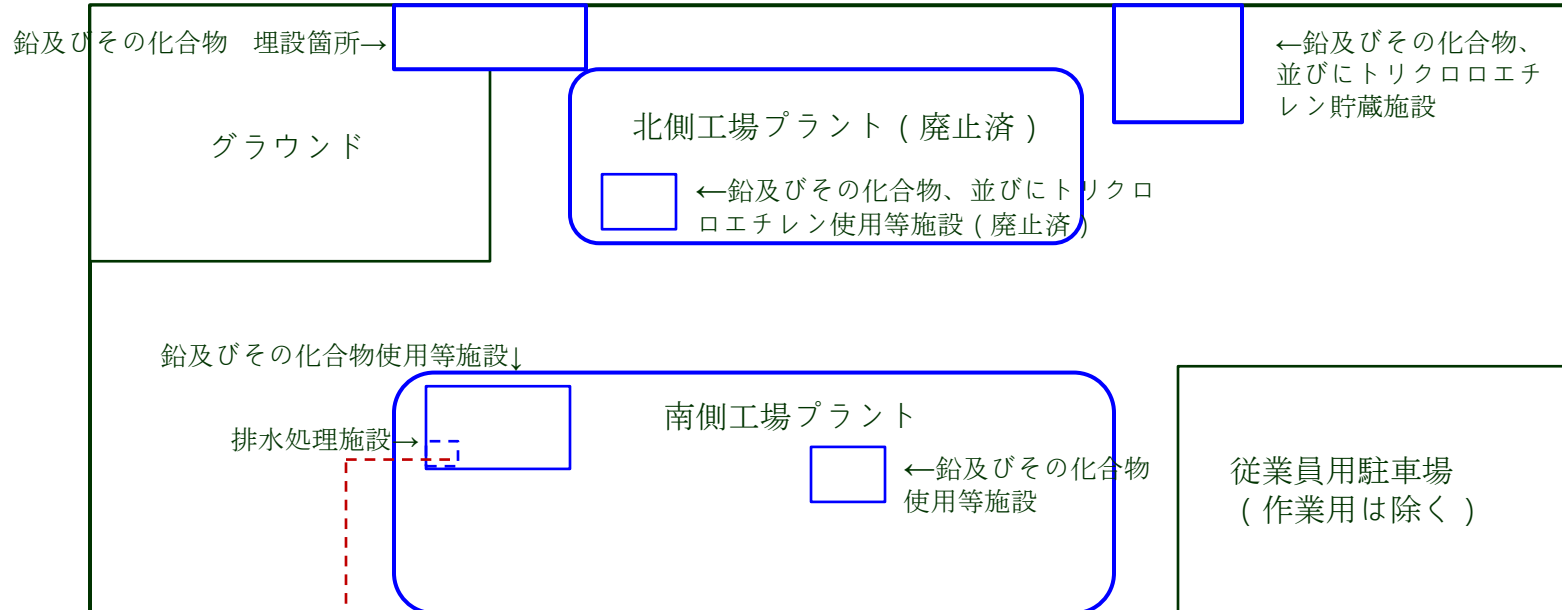 鉛及びその化合物　埋設箇所→
←鉛及びその化合物、
並びにトリクロロエチ
レン貯蔵施設
グラウンド
北側工場プラント(廃止済)
←鉛及びその化合物、並びにトリクロ
ロエチレン使用等施設(廃止済)
鉛及びその化合物使用等施設↓
南側工場プラント
排水処理施設→
←鉛及びその化合物
使用等施設
従業員用駐車場
(作業用は除く)